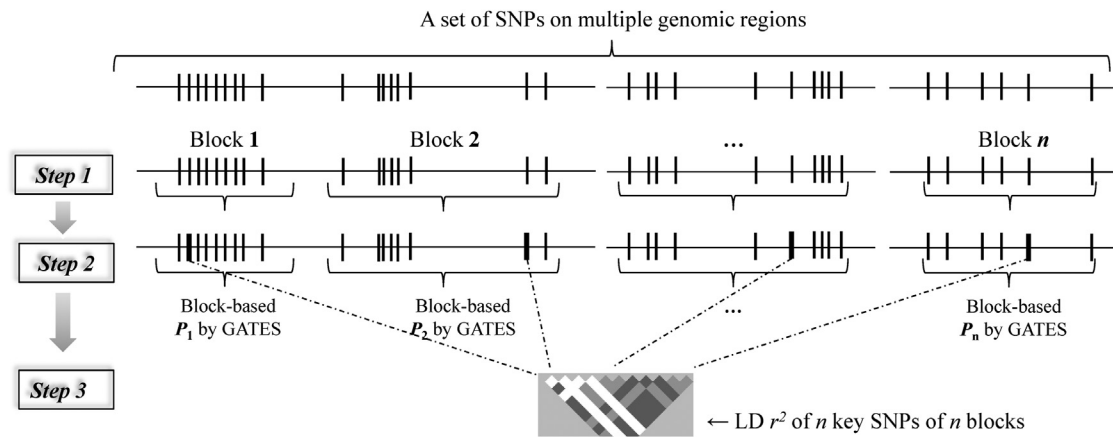 A set of SNPs on multiple genomic regions
Block 1
Block 2
...
Block n
Step 1
Step 2
Block-based
P1 by GATES
Block-based
P2 by GATES
...
Block-based
Pn by GATES
Step 3
← LD r² of n key SNPs of n blocks